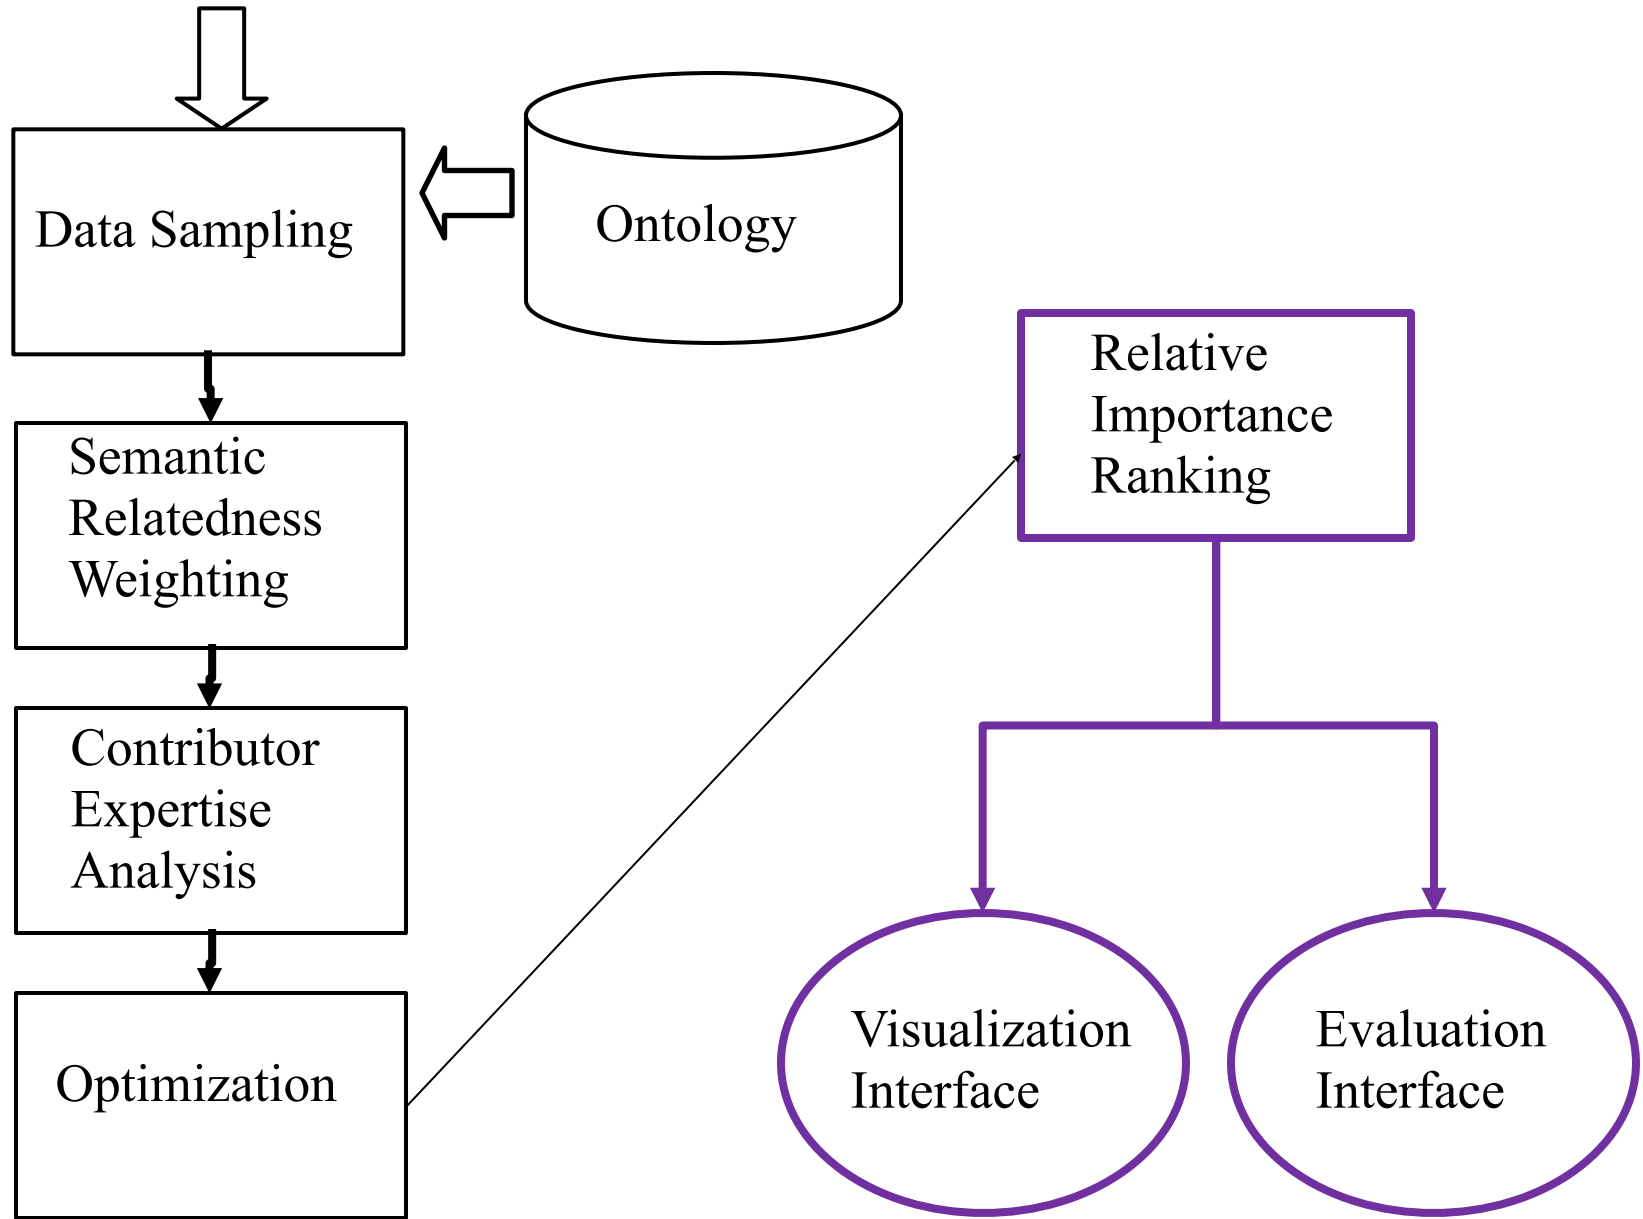 Data Sampling
Ontology
Semantic
Relatedness
Weighting
Contributor
Expertise
Analysis
Optimization
Relative
Importance
Ranking
Visualization
Interface
Evaluation
Interface